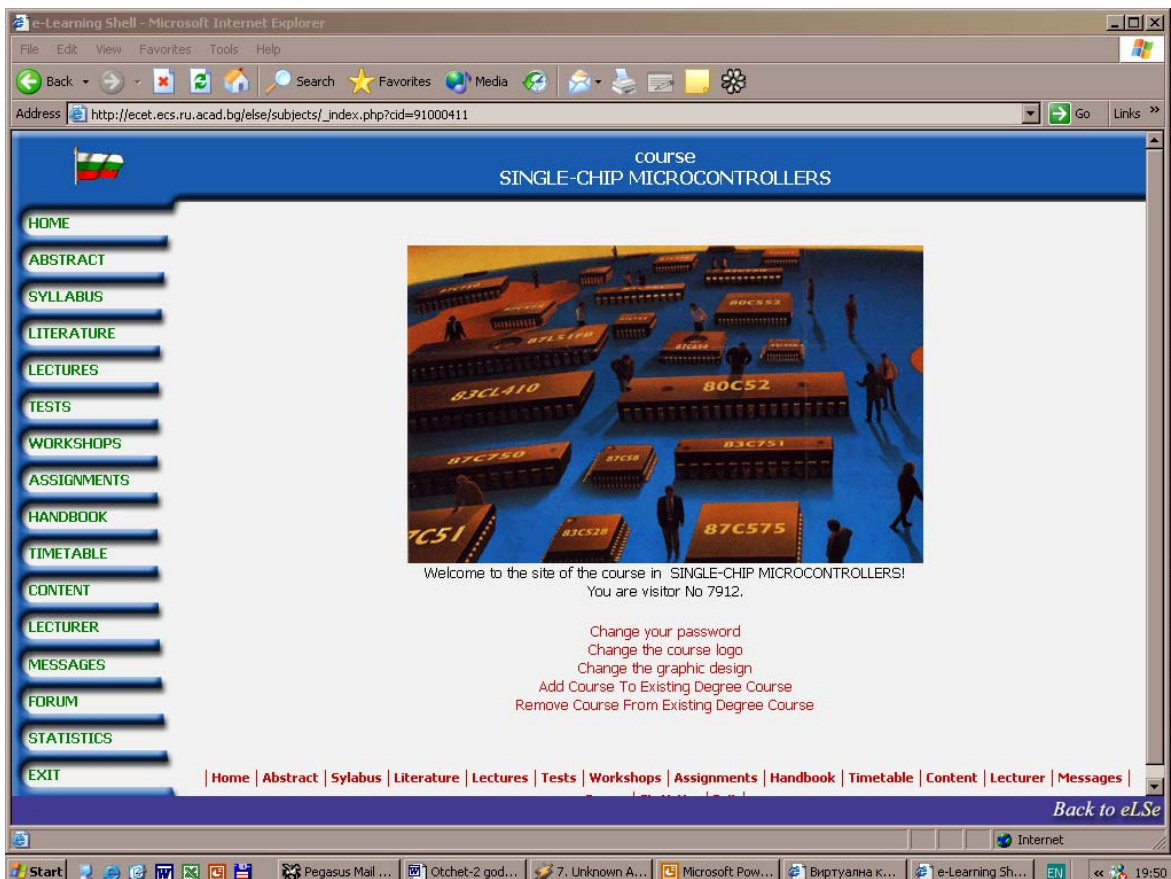 e-Learning Shell - Microsoft Internet Explorer
File Edit View Favorites Tools Help
Back Search Favorites Media
Address http://ecet.ecs.ru.acad.bg/else/subjects/_index.php?cid=91000411 Go Links »
course
SINGLE-CHIP MICROCONTROLLERS
HOME
ABSTRACT
SYLLABUS
LITERATURE
LECTURES
TESTS
WORKSHOPS
ASSIGNMENTS
HANDBOOK
TIMETABLE
CONTENT
LECTURER
MESSAGES
FORUM
STATISTICS
EXIT
80C552
87L51FB
83CL410
80C52
83C751
87C750
87C58
7C51
83C528
87C575
Welcome to the site of the course in SINGLE-CHIP MICROCONTROLLERS!
You are visitor No 7912.
Change your password
Change the course logo
Change the graphic design
Add Course To Existing Degree Course
Remove Course From Existing Degree Course
| Home | Abstract | Sylabus | Literature | Lectures | Tests | Workshops | Assignments | Handbook | Timetable | Content | Lecturer | Messages |
Back to eLSe
Internet
Start Pegasus Mail ... Otchet-2 god... 7. Unknown A... Microsoft Pow... Виртуална к... e-Learning Sh... EN « 19:50